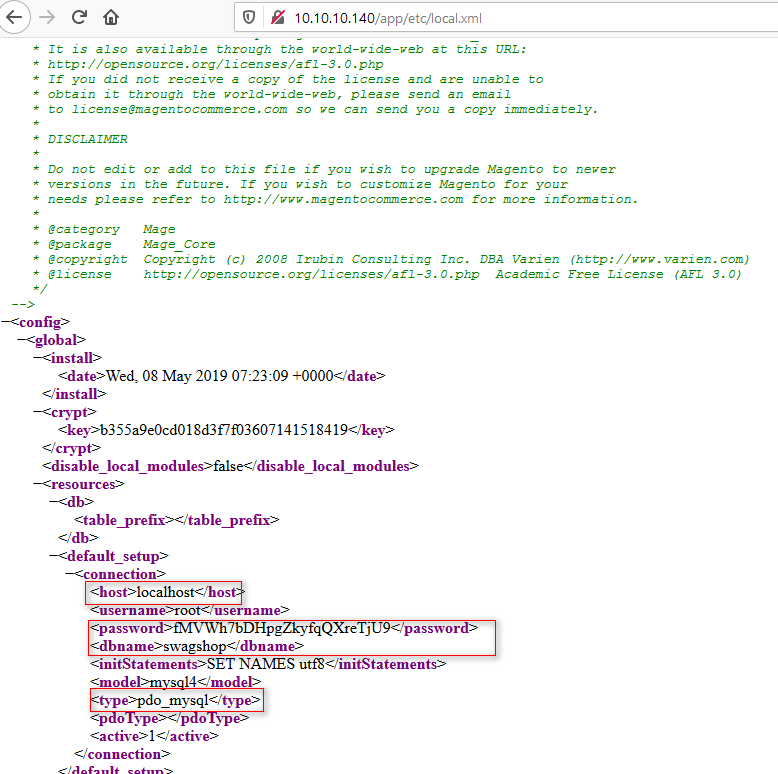 10.10.10.140/app/etc/local.xml
* It is also available through the world-wide-web at this URL:
* http://opensource.org/licenses/afl-3.0.php
* If you did not receive a copy of the license and are unable to
* obtain it through the world-wide-web, please send an email
* to license@magentocommerce.com so we can send you a copy immediately.
*
* DISCLAIMER
*
* Do not edit or add to this file if you wish to upgrade Magento to newer
* versions in the future. If you wish to customize Magento for your
* needs please refer to http://www.magentocommerce.com for more information.
*
* @category   Mage
* @package    Mage_Core
* @copyright  Copyright (c) 2008 Irubin Consulting Inc. DBA Varien (http://www.varien.com)
* @license    http://opensource.org/licenses/afl-3.0.php  Academic Free License (AFL 3.0)
*/
-->
−<config>
−<global>
−<install>
<date>Wed, 08 May 2019 07:23:09 +0000</date>
</install>
−<crypt>
<key>b355a9e0cd018d3f7f03607141518419</key>
</crypt>
<disable_local_modules>false</disable_local_modules>
−<resources>
−<db>
<table_prefix></table_prefix>
</db>
−<default_setup>
−<connection>
<host>localhost</host>
<username>root</username>
<password>fMVWh7bDHpgZkyfqQXreTjU9</password>
<dbname>swagshop</dbname>
<initStatements>SET NAMES utf8</initStatements>
<model>mysql4</model>
<type>pdo_mysql</type>
<pdoType></pdoType>
<active>1</active>
</connection>
</default_setup>